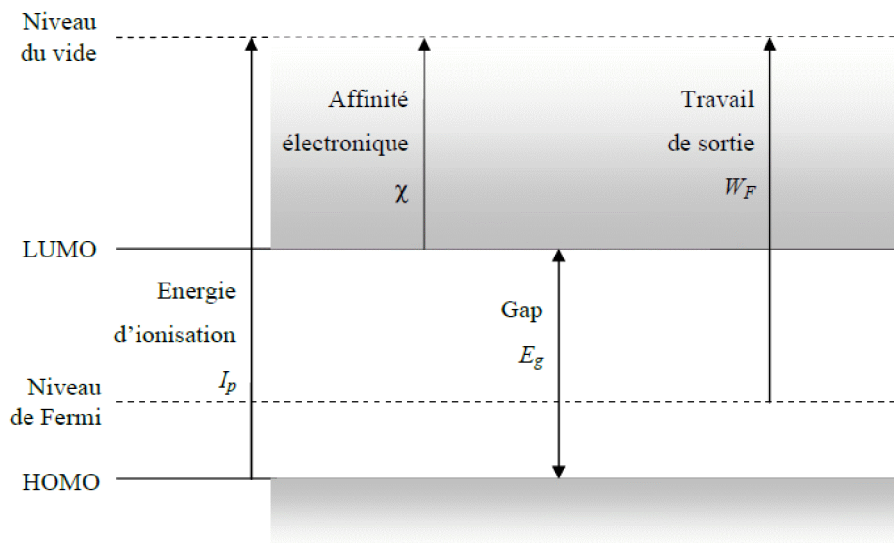 Niveau
du vide
Affinité
électronique
χ
Travail
de sortie
W_F
LUMO
Energie
d’ionisation
I_p
Gap
E_g
Niveau
de Fermi
HOMO